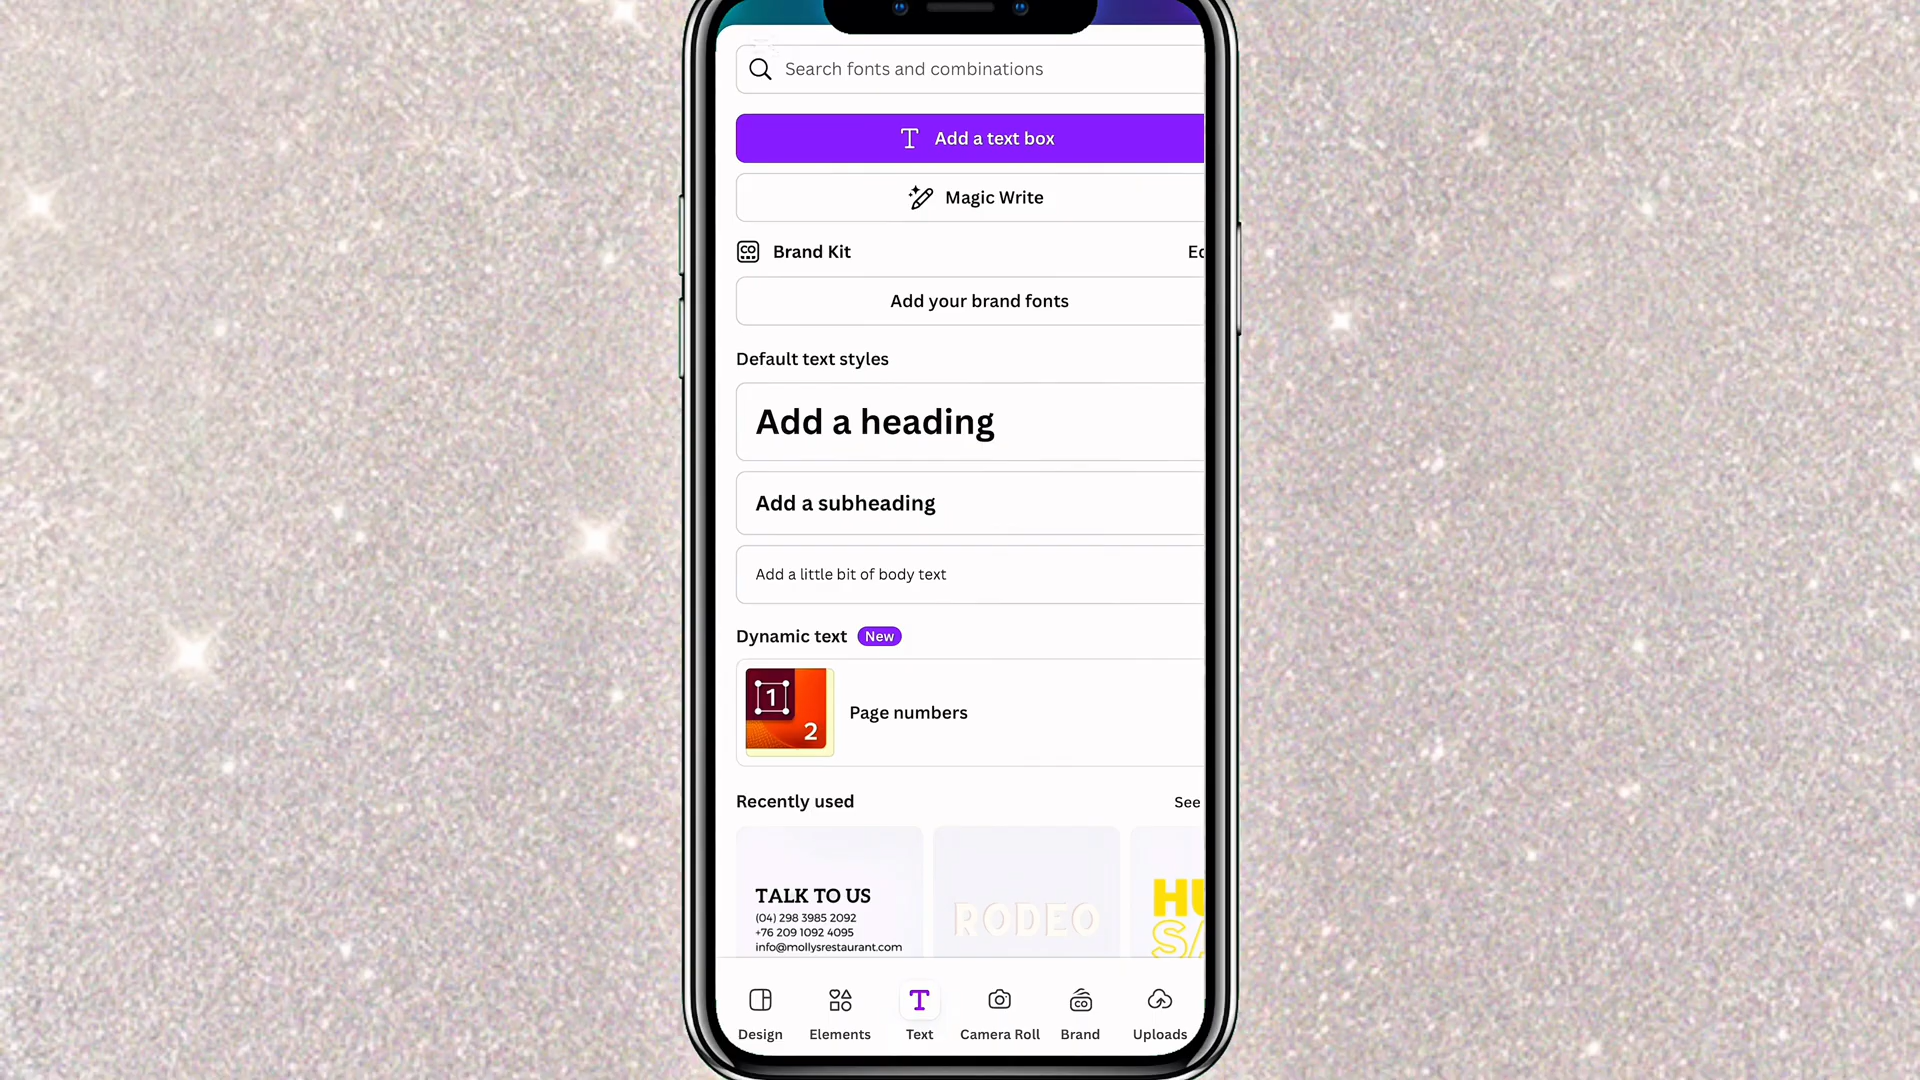 Search fonts and combinations
Add a text box
Magic Write
Brand Kit
Add your brand fonts
Default text styles
Add a heading
Add a subheading
Add a little bit of body text
Dynamic text New
1
2
Page numbers
Recently used See
TALK TO US
(04) 298 3985 2092
+76 209 1092 4095
info@mollysrestaurant.com
RODEO
Design Elements Text Camera Roll Brand Uploads